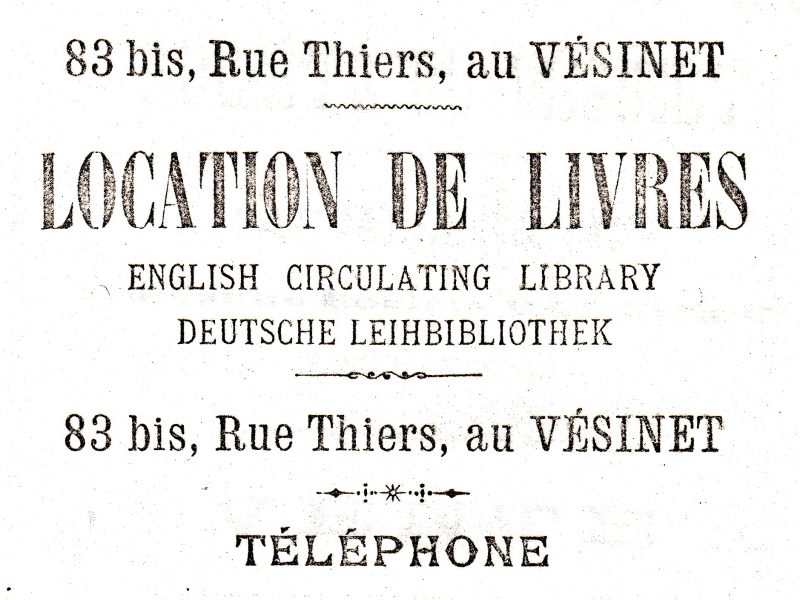 83 bis, Rue Thiers, au VÉSINET
LOCATION DE LIVRES
ENGLISH CIRCULATING LIBRARY
DEUTSCHE LEIHBIBLIOTHEK
83 bis, Rue Thiers, au VÉSINET
TÉLÉPHONE